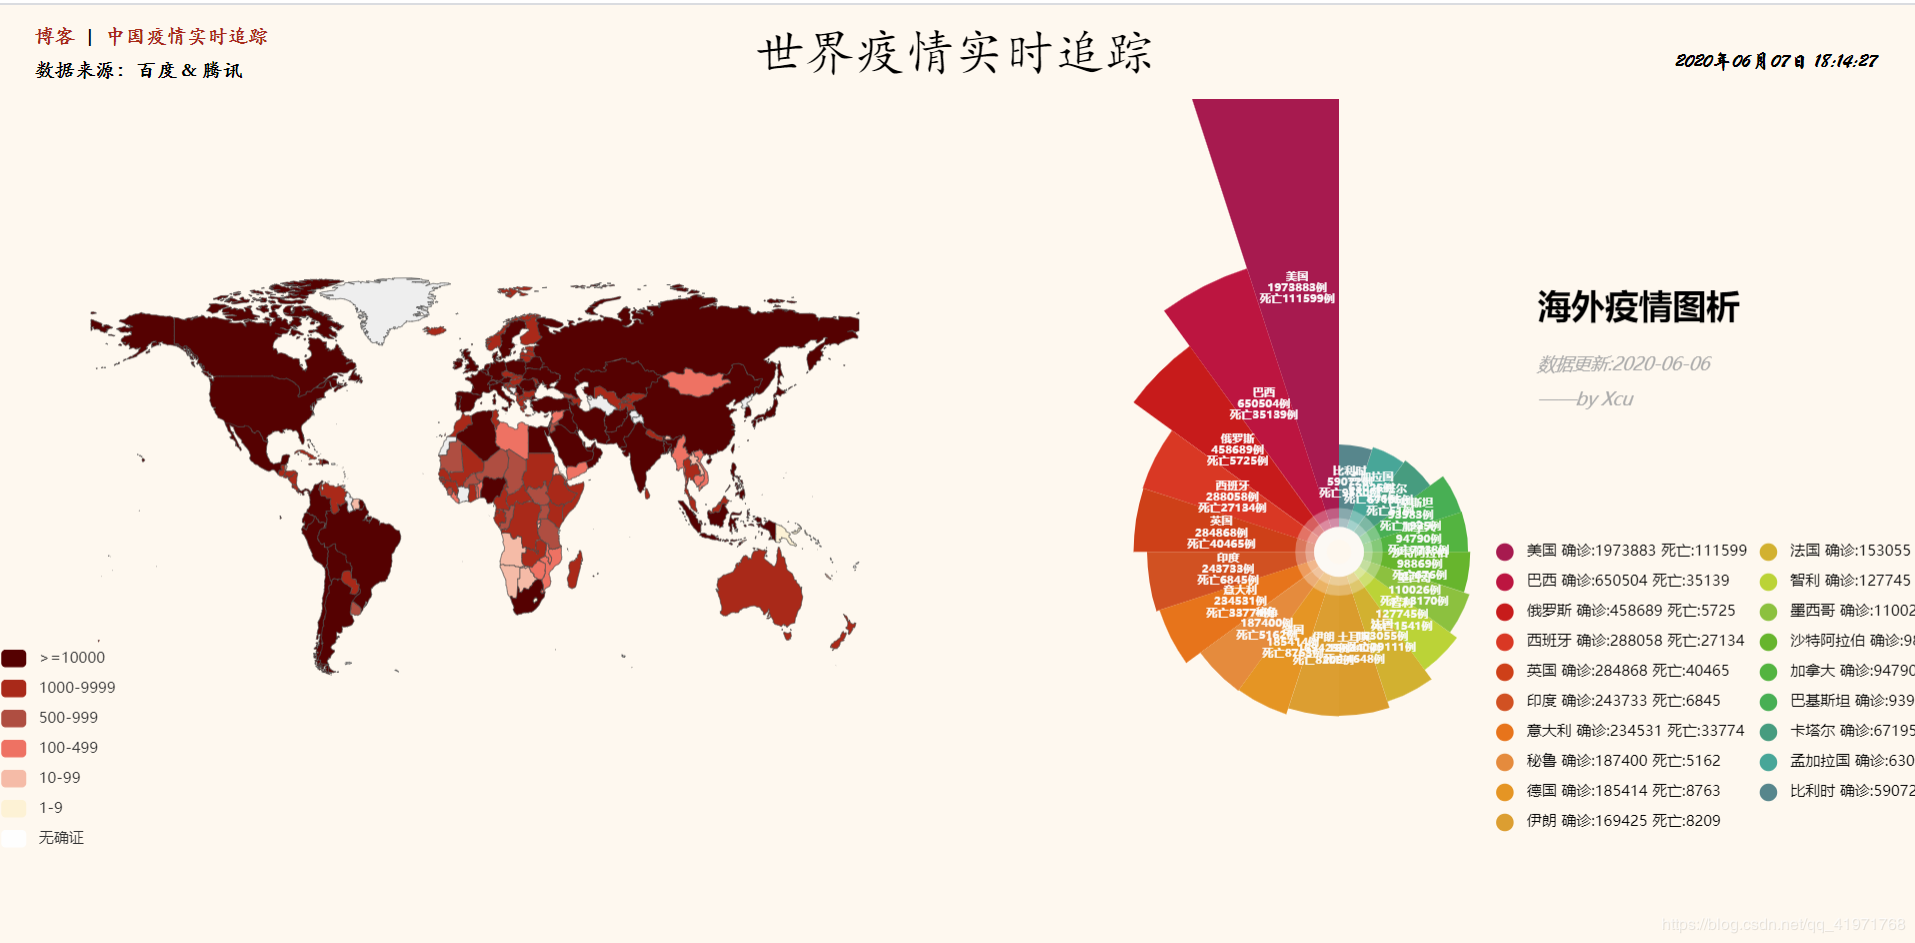 博客 | 中国疫情实时追踪
数据来源：百度 & 腾讯
世界疫情实时追踪
2020年06月07日 18:14:27
美国
1973883例
死亡111599例
巴西
650504例
死亡35139例
俄罗斯
458689例
死亡5725例
西班牙
288058例
死亡27134例
英国
284868例
死亡40465例
印度
243733例
死亡6845例
意大利
234531例
187400例
94790例
98869例
110026例
127745例
死亡1541例
海外疫情图析
数据更新:2020-06-06
——by Xcu
>=10000
1000-9999
500-999
100-499
10-99
1-9
无确证
美国 确诊:1973883 死亡:111599
巴西 确诊:650504 死亡:35139
俄罗斯 确诊:458689 死亡:5725
西班牙 确诊:288058 死亡:27134
英国 确诊:284868 死亡:40465
印度 确诊:243733 死亡:6845
意大利 确诊:234531 死亡:33774
秘鲁 确诊:187400 死亡:5162
德国 确诊:185414 死亡:8763
伊朗 确诊:169425 死亡:8209
法国 确诊:153055
智利 确诊:127745
墨西哥 确诊:11002
沙特阿拉伯 确诊:98
加拿大 确诊:94790
巴基斯坦 确诊:939
卡塔尔 确诊:67195
孟加拉国 确诊:630
比利时 确诊:59072
https://blog.csdn.net/qq_41971768